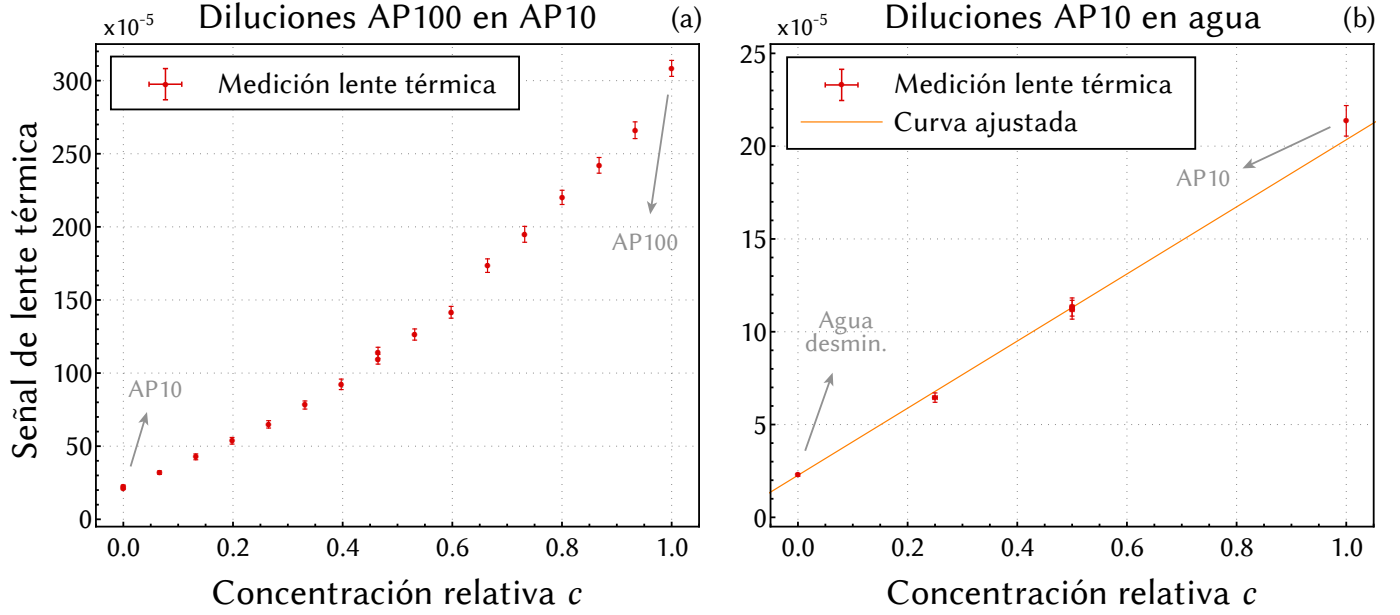 Diluciones AP100 en AP10
(a)
x10-5
Medición lente térmica
300
250
200
150
100
50
0
Señal de lente térmica
AP10
AP100
0.0 0.2 0.4 0.6 0.8 1.0
Concentración relativa c
Diluciones AP10 en agua
(b)
x10-5
Medición lente térmica
Curva ajustada
25
20
15
10
5
0
AP10
Agua
desmin.
0.0 0.2 0.4 0.6 0.8 1.0
Concentración relativa c